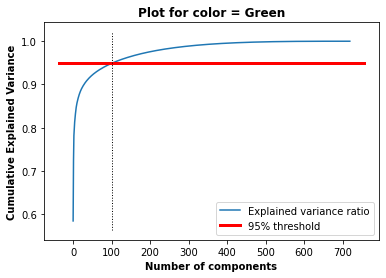 Plot for color = Green
Cumulative Explained Variance
1.0
0.9
0.8
0.7
0.6
0 100 200 300 400 500 600 700
Number of components
Explained variance ratio
95% threshold